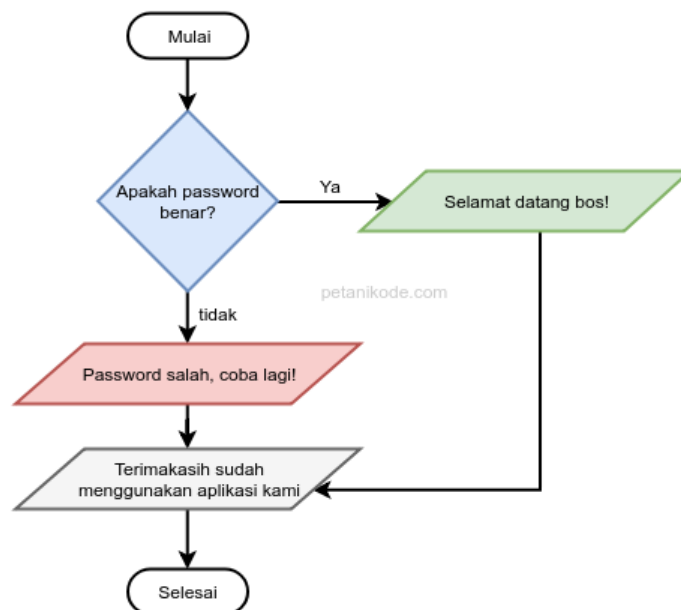 Mulai
Apakah password
benar?
Ya
Selamat datang bos!
petanikode.com
tidak
Password salah, coba lagi!
Terimakasih sudah
menggunakan aplikasi kami
Selesai